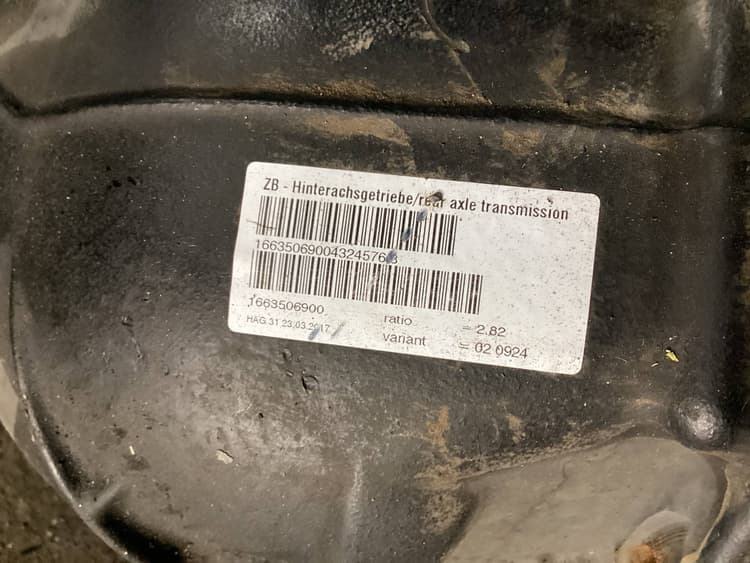 ZB - Hinterachsgetriebe/rear axle transmission
1663506900
ratio = 2,82
HAG 31 23.03.2017
variant = 02 0924